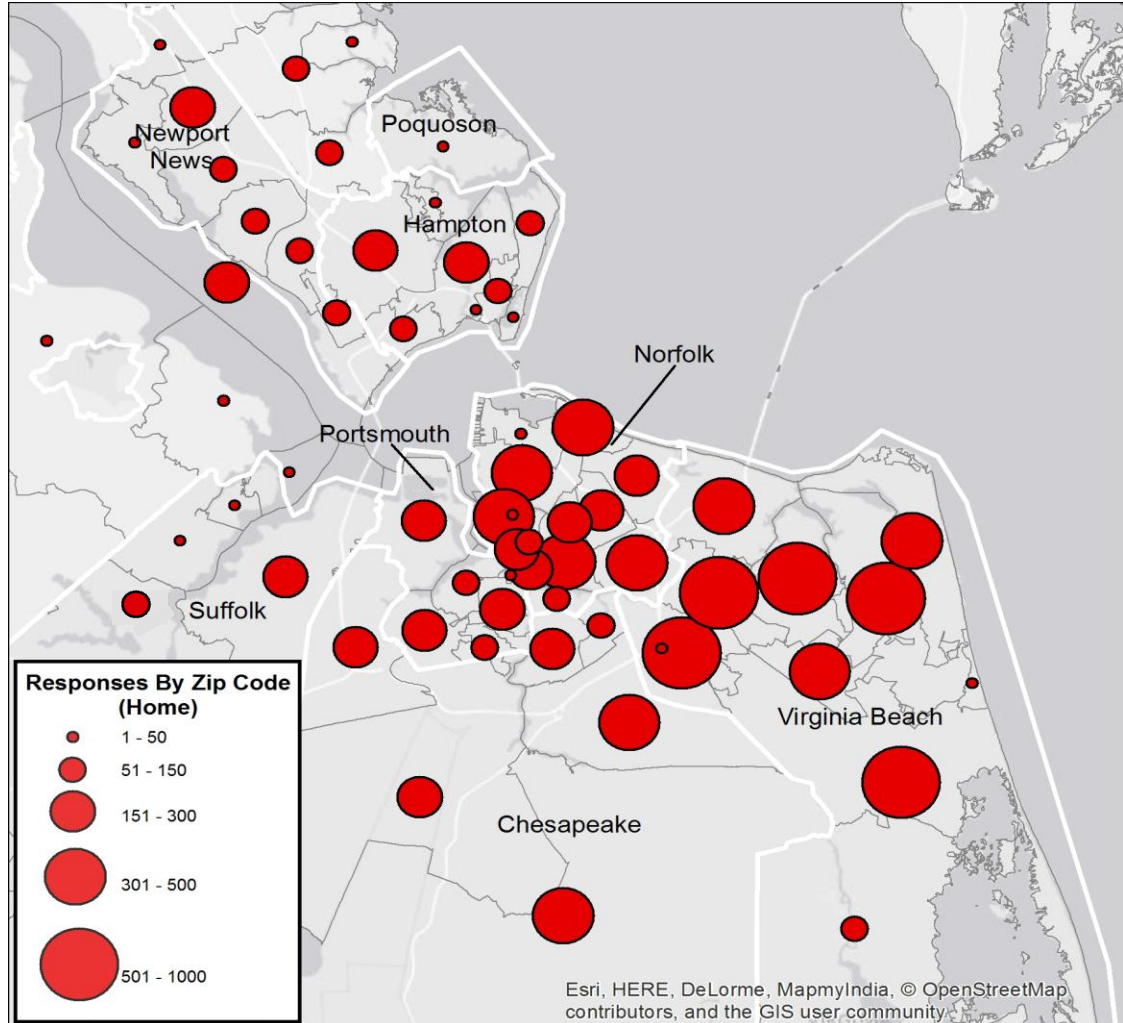 Poquoson
Newport
News
Hampton
Norfolk
Portsmouth
Suffolk
Virginia Beach
Chesapeake
Responses By Zip Code
(Home)
1 - 50
51 - 150
151 - 300
301 - 500
501 - 1000
Esri, HERE, DeLorme, MapmyIndia, © OpenStreetMap
contributors, and the GIS user community